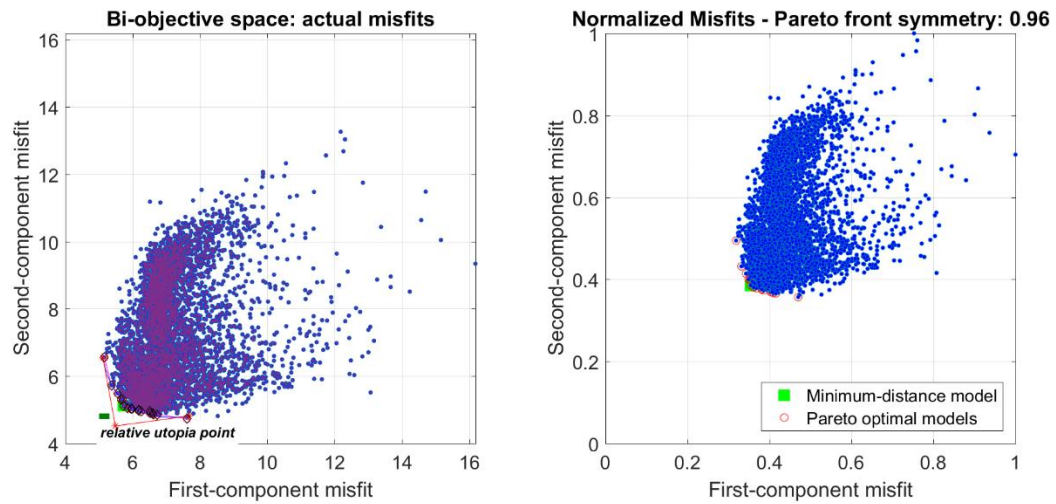 Bi-objective space: actual misfits
16
14
12
10
8
6
4
Second-component misfit
relative utopia point
4
6
8
10
12
14
16
First-component misfit
Normalized Misfits - Pareto front symmetry: 0.96
1
0.8
0.6
0.4
0.2
0
Second-component misfit
Minimum-distance model
Pareto optimal models
0
0.2
0.4
0.6
0.8
1
First-component misfit